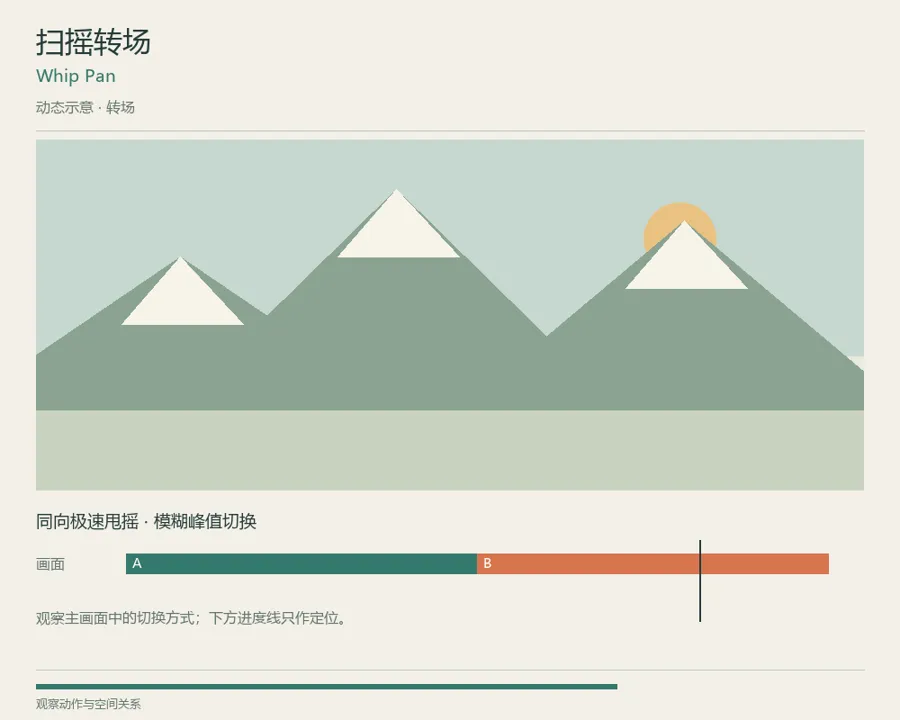 扫摇转场
Whip Pan
动态示意 · 转场
同向极速甩摇 · 模糊峰值切换
画面 A B
观察主画面中的切换方式；下方进度线只作定位。
观察动作与空间关系